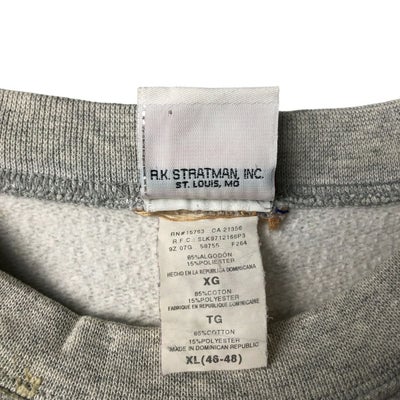 R.K. STRATMAN, INC.
ST. LOUIS, MO
RN#15763 CA 21356
R.F.C.: SLK9712166P3
9Z 07G 58755 F264
85%ALGODÓN
15%POLIESTER
HECHO EN LA REPUBLICA DOMINICANA
XG
85%COTON
15%POLYESTER
FABRIQUE EN REPUBLIQUE DOMINICAINE
TG
85%COTTON
15%POLYESTER
MADE IN DOMINICAN REPUBLIC
XL(46-48)